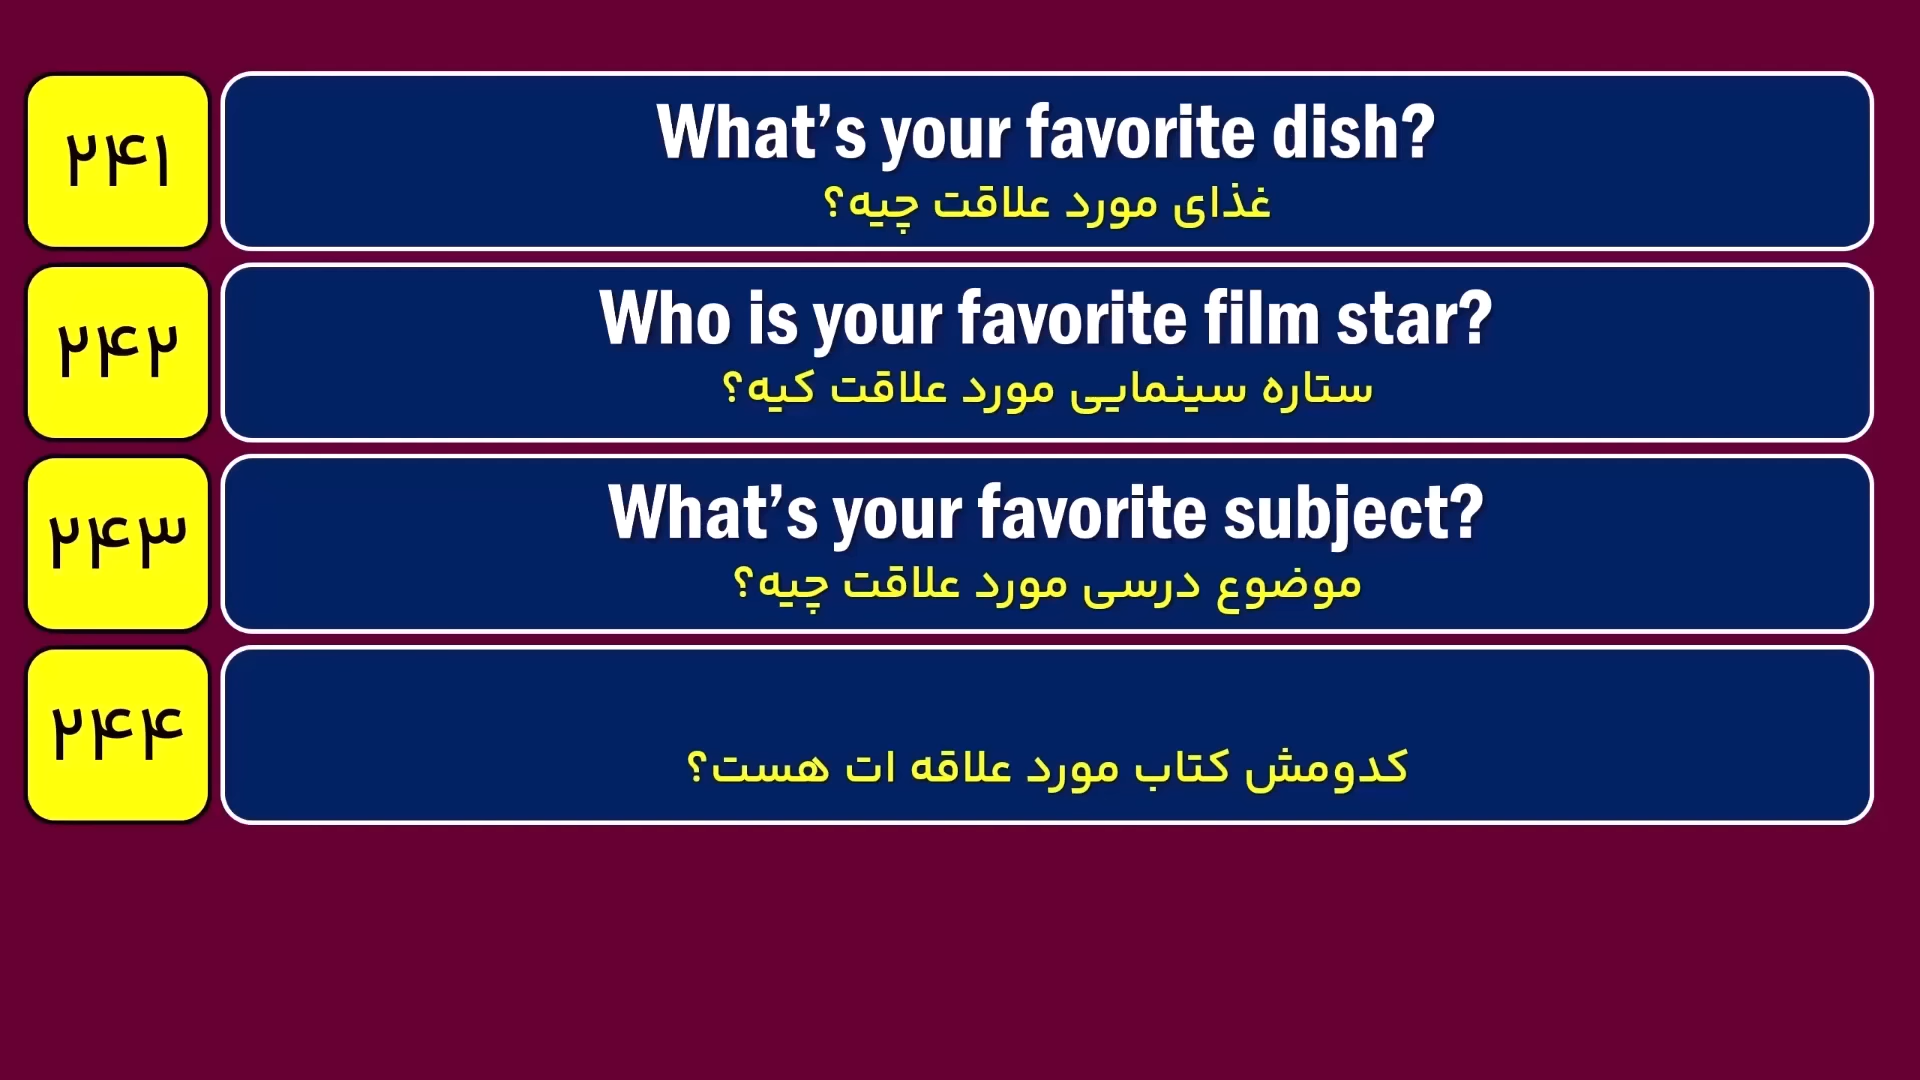 ۲۴۱
What’s your favorite dish?
غذای مورد علاقت چیه؟
۲۴۲
Who is your favorite film star?
ستاره سینمایی مورد علاقت کیه؟
۲۴۳
What’s your favorite subject?
موضوع درسی مورد علاقت چیه؟
۲۴۴
کدومش کتاب مورد علاقه ات هست؟